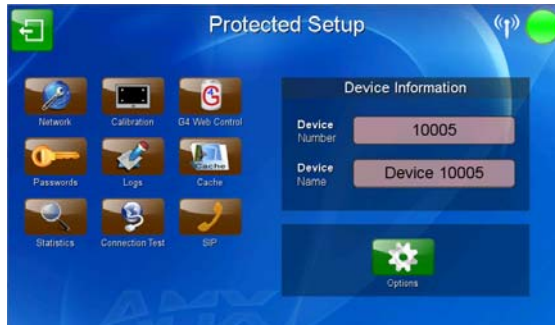 Protected Setup
Network
Calibration
G4 Web Control
Passwords
Logs
Cache
Cache
Statistics
Connection Test
SIP
Device Information
Device
Number
10005
Device
Name
Device 10005
Options
AMX